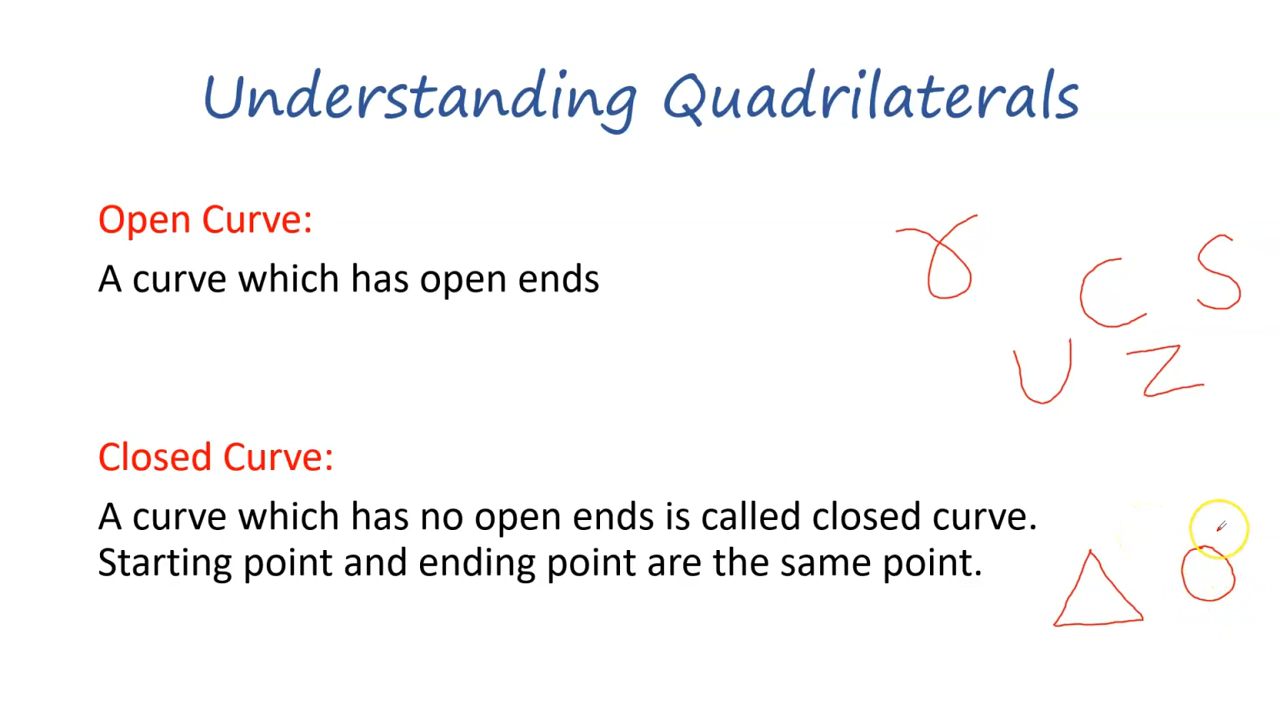 Understanding Quadrilaterals
Open Curve:
A curve which has open ends
C S
U Z
Closed Curve:
A curve which has no open ends is called closed curve.
Starting point and ending point are the same point.